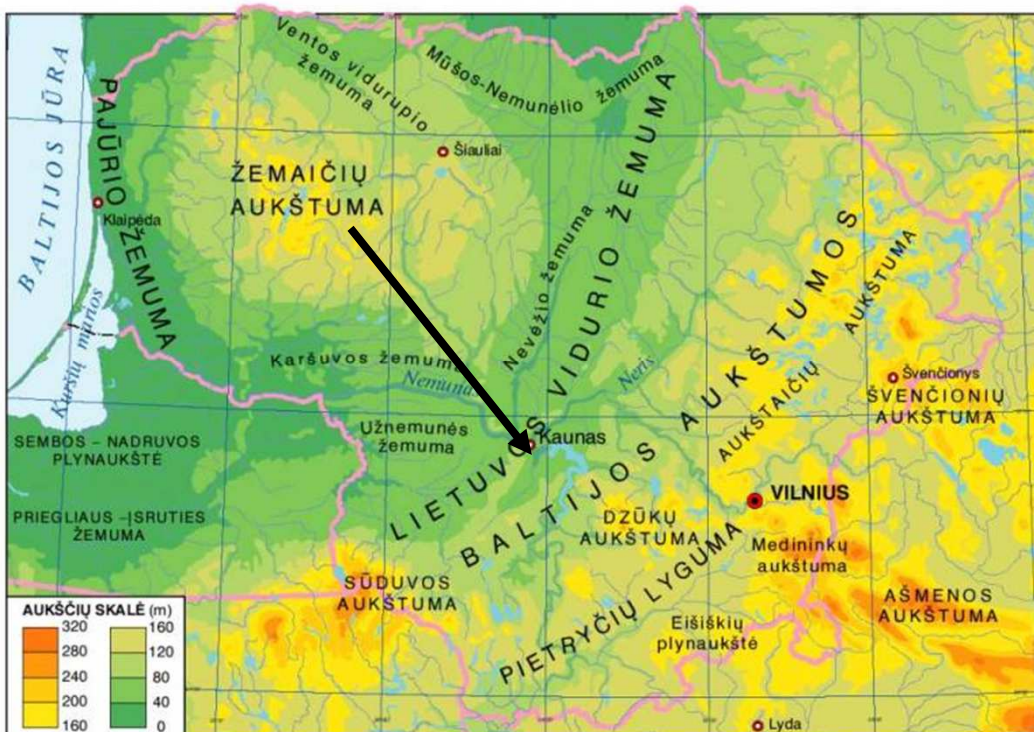 BALTIJOS JŪRA
PAJŪRIO
ŽEMUMA
Ventos vidurupio
žemuma
Mūšos-Nemunėlio žemuma
Šiauliai
ŽEMAIČIŲ
AUKŠTUMA
Klaipėda
Kuršių marios
Nevėžio žemuma
LIETUVOS VIDURIO ŽEMUMA
Karšuvos žemuma
Nemunas
Neris
Užnemunės
žemuma
Kaunas
BALTIJOS AUKŠTUMOS
AUKŠTAIČIŲ
AUKŠTUMA
Švenčionys
ŠVENČIONIŲ
AUKŠTUMA
SEMBOS – NADRUVOS
PLYNAUKŠTĖ
PRIEGLIAUS –ĮSRUTIES
ŽEMUMA
VILNIUS
DZŪKŲ
AUKŠTUMA
Medininkų
aukštuma
SŪDUVOS
AUKŠTUMA
PIETRYČIŲ LYGUMA
Eišiškių
plynaukštė
AŠMENOS
AUKŠTUMA
Lyda
AUKŠČIŲ SKALĖ (m)
320 160
280 120
240 80
200 40
160 0